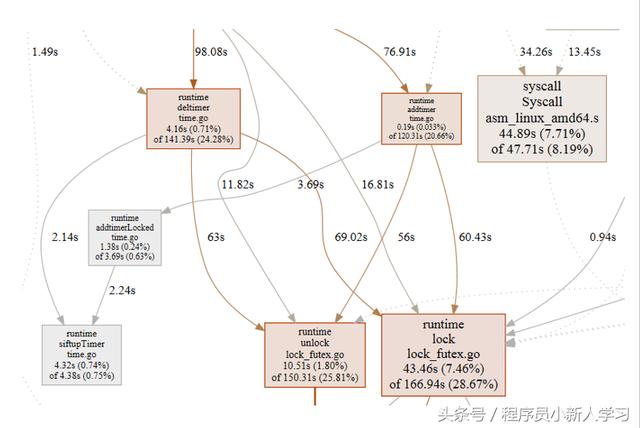 1.49s
98.08s
76.91s
34.26s
13.45s
runtime
deltimer
time.go
4.16s (0.71%)
of 141.39s (24.28%)
runtime
addtimer
time.go
0.19s (0.033%)
of 120.31s (20.66%)
syscall
Syscall
asm_linux_amd64.s
44.89s (7.71%)
of 47.71s (8.19%)
11.82s
3.69s
16.81s
runtime
addtimerLocked
time.go
1.38s (0.24%)
of 3.69s (0.63%)
2.14s
63s
69.02s
56s
60.43s
0.94s
2.24s
runtime
siftupTimer
time.go
4.32s (0.74%)
of 4.38s (0.75%)
runtime
unlock
lock_futex.go
10.51s (1.80%)
of 150.31s (25.81%)
runtime
lock
lock_futex.go
43.46s (7.46%)
of 166.94s (28.67%)
头条号 / 程序员小新人学习